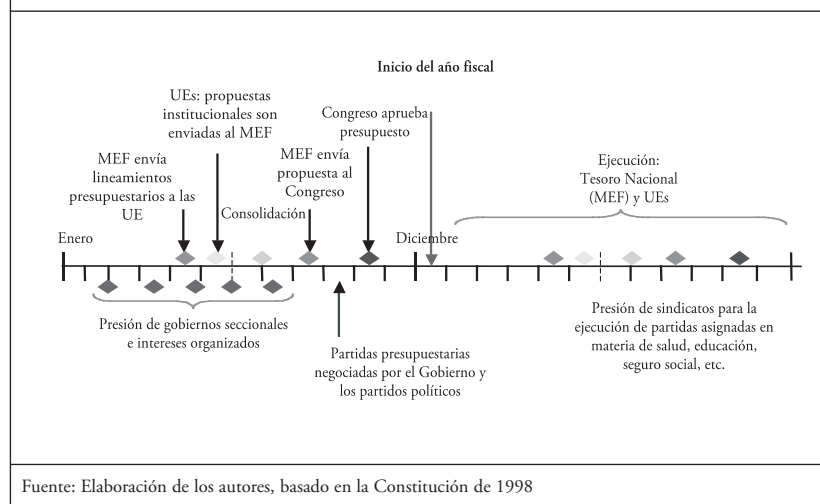 Inicio del año fiscal
UEs: propuestas
institucionales son
enviadas al MEF
Congreso aprueba
presupuesto
MEF envía
lineamientos
presupuestarios a las
UE
MEF envía
propuesta al
Congreso
Consolidación
Ejecución:
Tesoro Nacional
(MEF) y UEs
Enero
Diciembre
Presión de gobiernos seccionales
e intereses organizados
Partidas presupuestarias
negociadas por el Gobierno y
los partidos políticos
Presión de sindicatos para la
ejecución de partidas asignadas en
materia de salud, educación,
seguro social, etc.
Fuente: Elaboración de los autores, basado en la Constitución de 1998